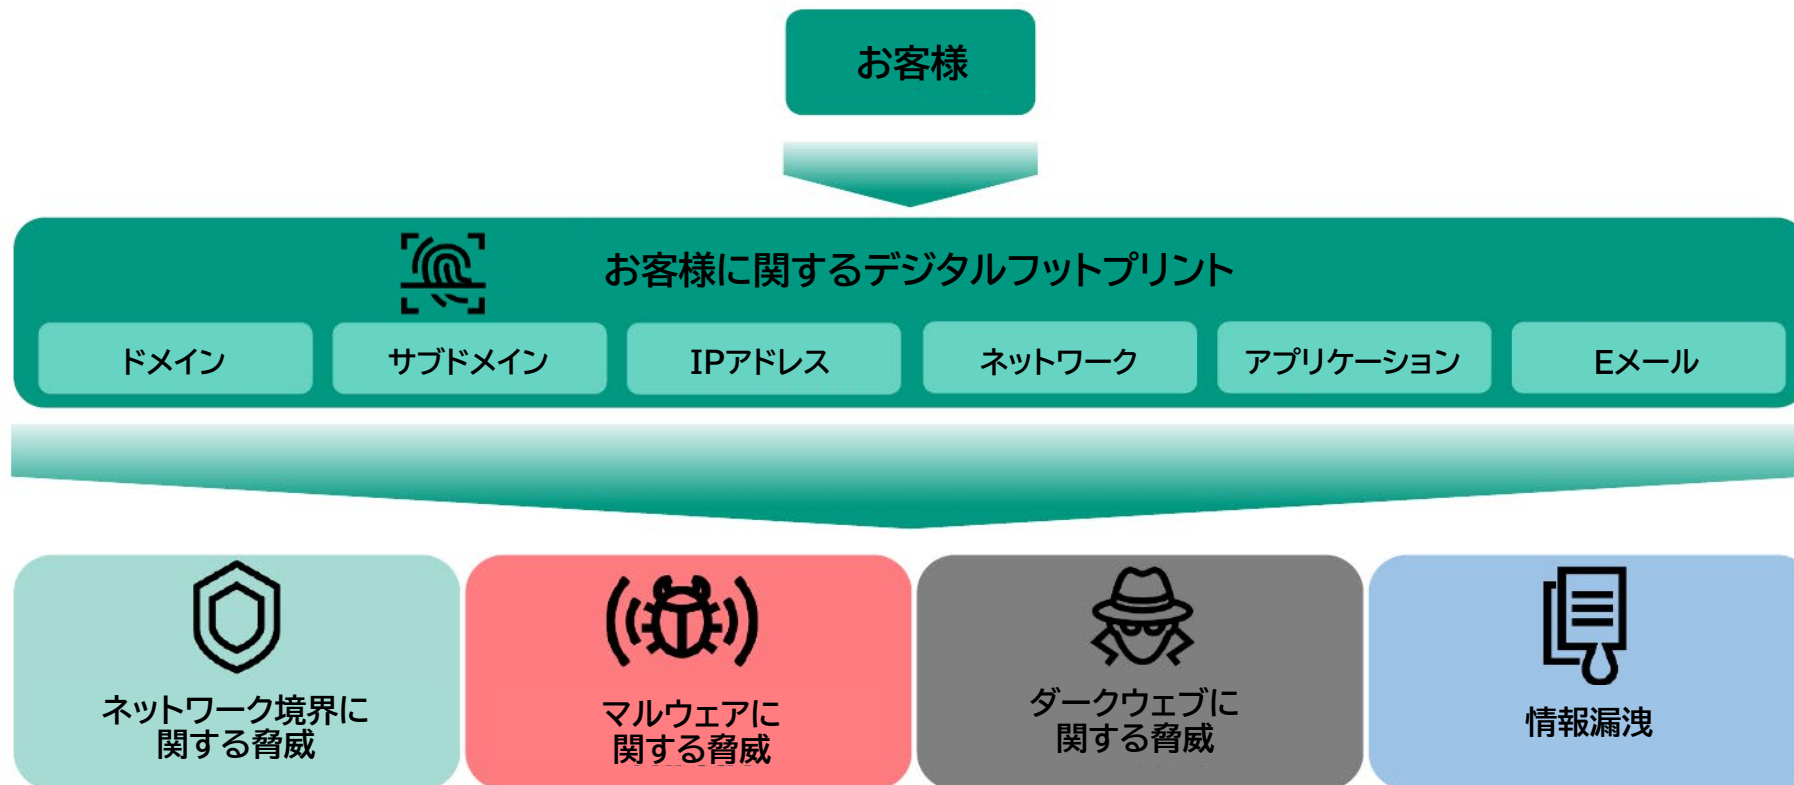 お客様
お客様に関するデジタルフットプリント
ドメイン
サブドメイン
IPアドレス
ネットワーク
アプリケーション
Eメール
ネットワーク境界に
関する脅威
マルウェアに
関する脅威
ダークウェブに
関する脅威
情報漏洩